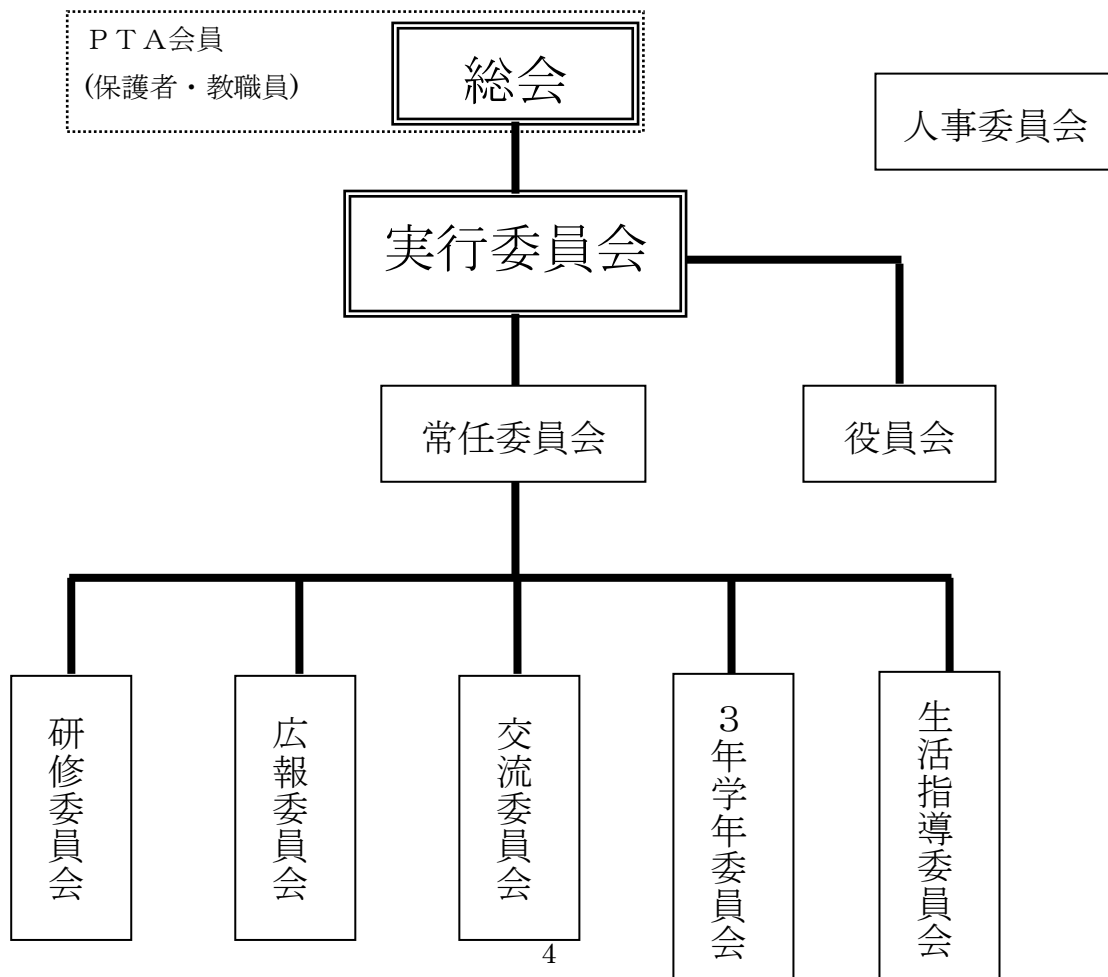 ＰＴＡ会員
(保護者・教職員)
総会
人事委員会
実行委員会
常任委員会
役員会
研修委員会
広報委員会
交流委員会
３年学年委員会
生活指導委員会
4